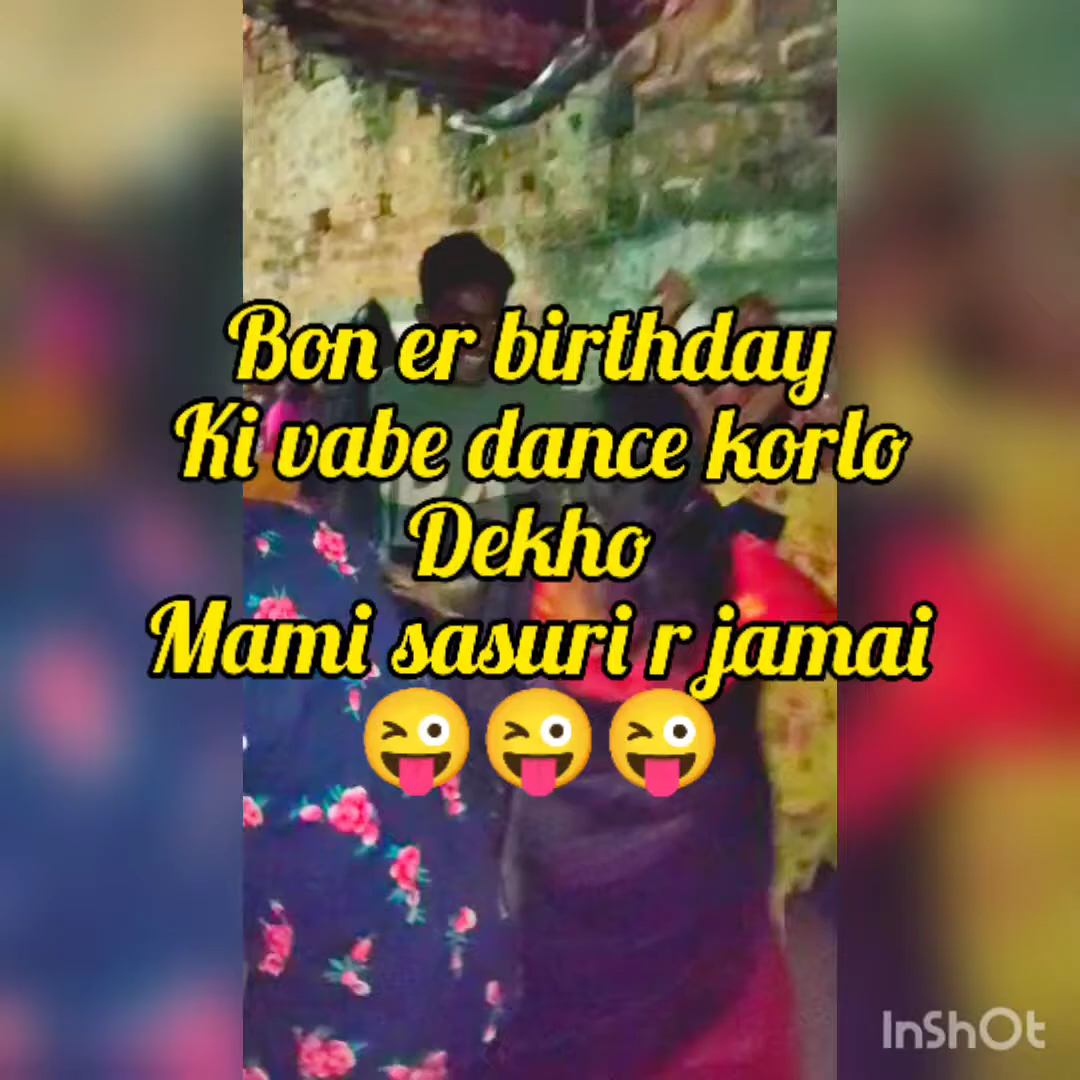 Bon er birthday
Ki vabe dance korlo
Dekho
Mami sasuri r jamai
😜😜😜
InShOt